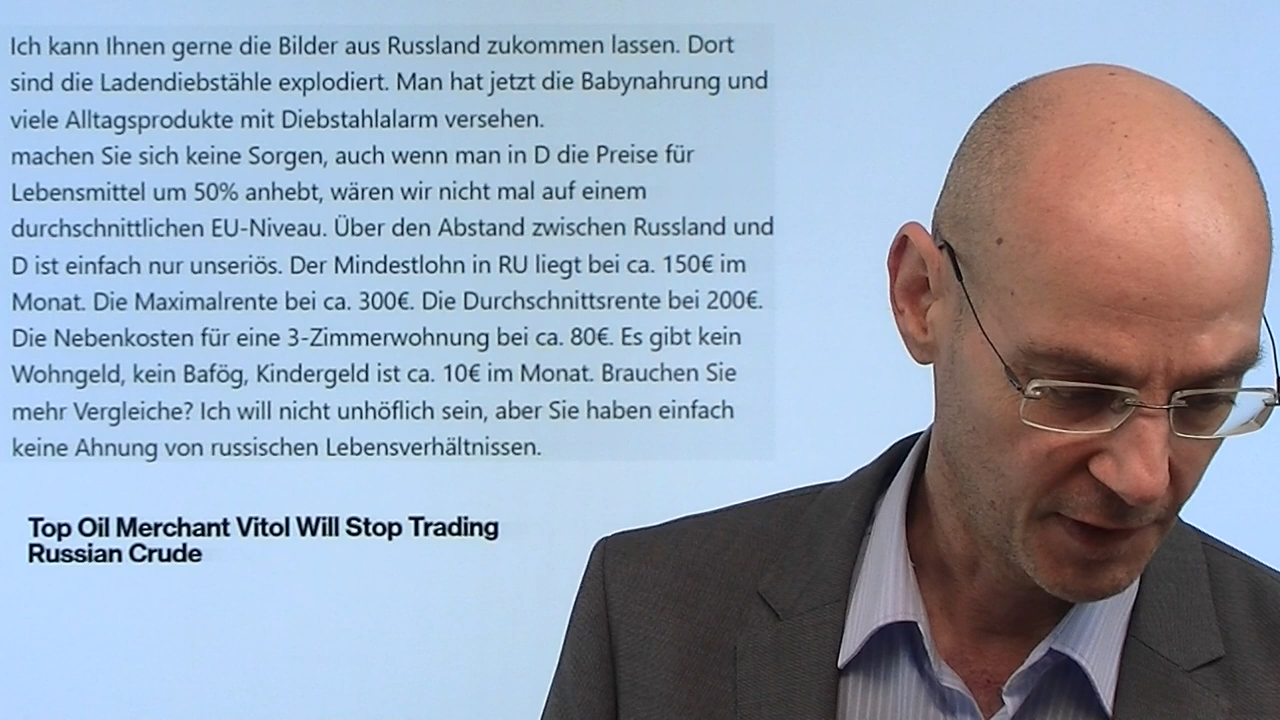 Ich kann Ihnen gerne die Bilder aus Russland zukommen lassen. Dort
sind die Ladendiebstähle explodiert. Man hat jetzt die Babynahrung und
viele Alltagsprodukte mit Diebstahlalarm versehen.
machen Sie sich keine Sorgen, auch wenn man in D die Preise für
Lebensmittel um 50% anhebt, wären wir nicht mal auf einem
durchschnittlichen EU-Niveau. Über den Abstand zwischen Russland und
D ist einfach nur unseriös. Der Mindestlohn in RU liegt bei ca. 150€ im
Monat. Die Maximalrente bei ca. 300€. Die Durchschnittsrente bei 200€.
Die Nebenkosten für eine 3-Zimmerwohnung bei ca. 80€. Es gibt kein
Wohngeld, kein Bafög, Kindergeld ist ca. 10€ im Monat. Brauchen Sie
mehr Vergleiche? Ich will nicht unhöflich sein, aber Sie haben einfach
keine Ahnung von russischen Lebensverhältnissen.
Top Oil Merchant Vitol Will Stop Trading
Russian Crude